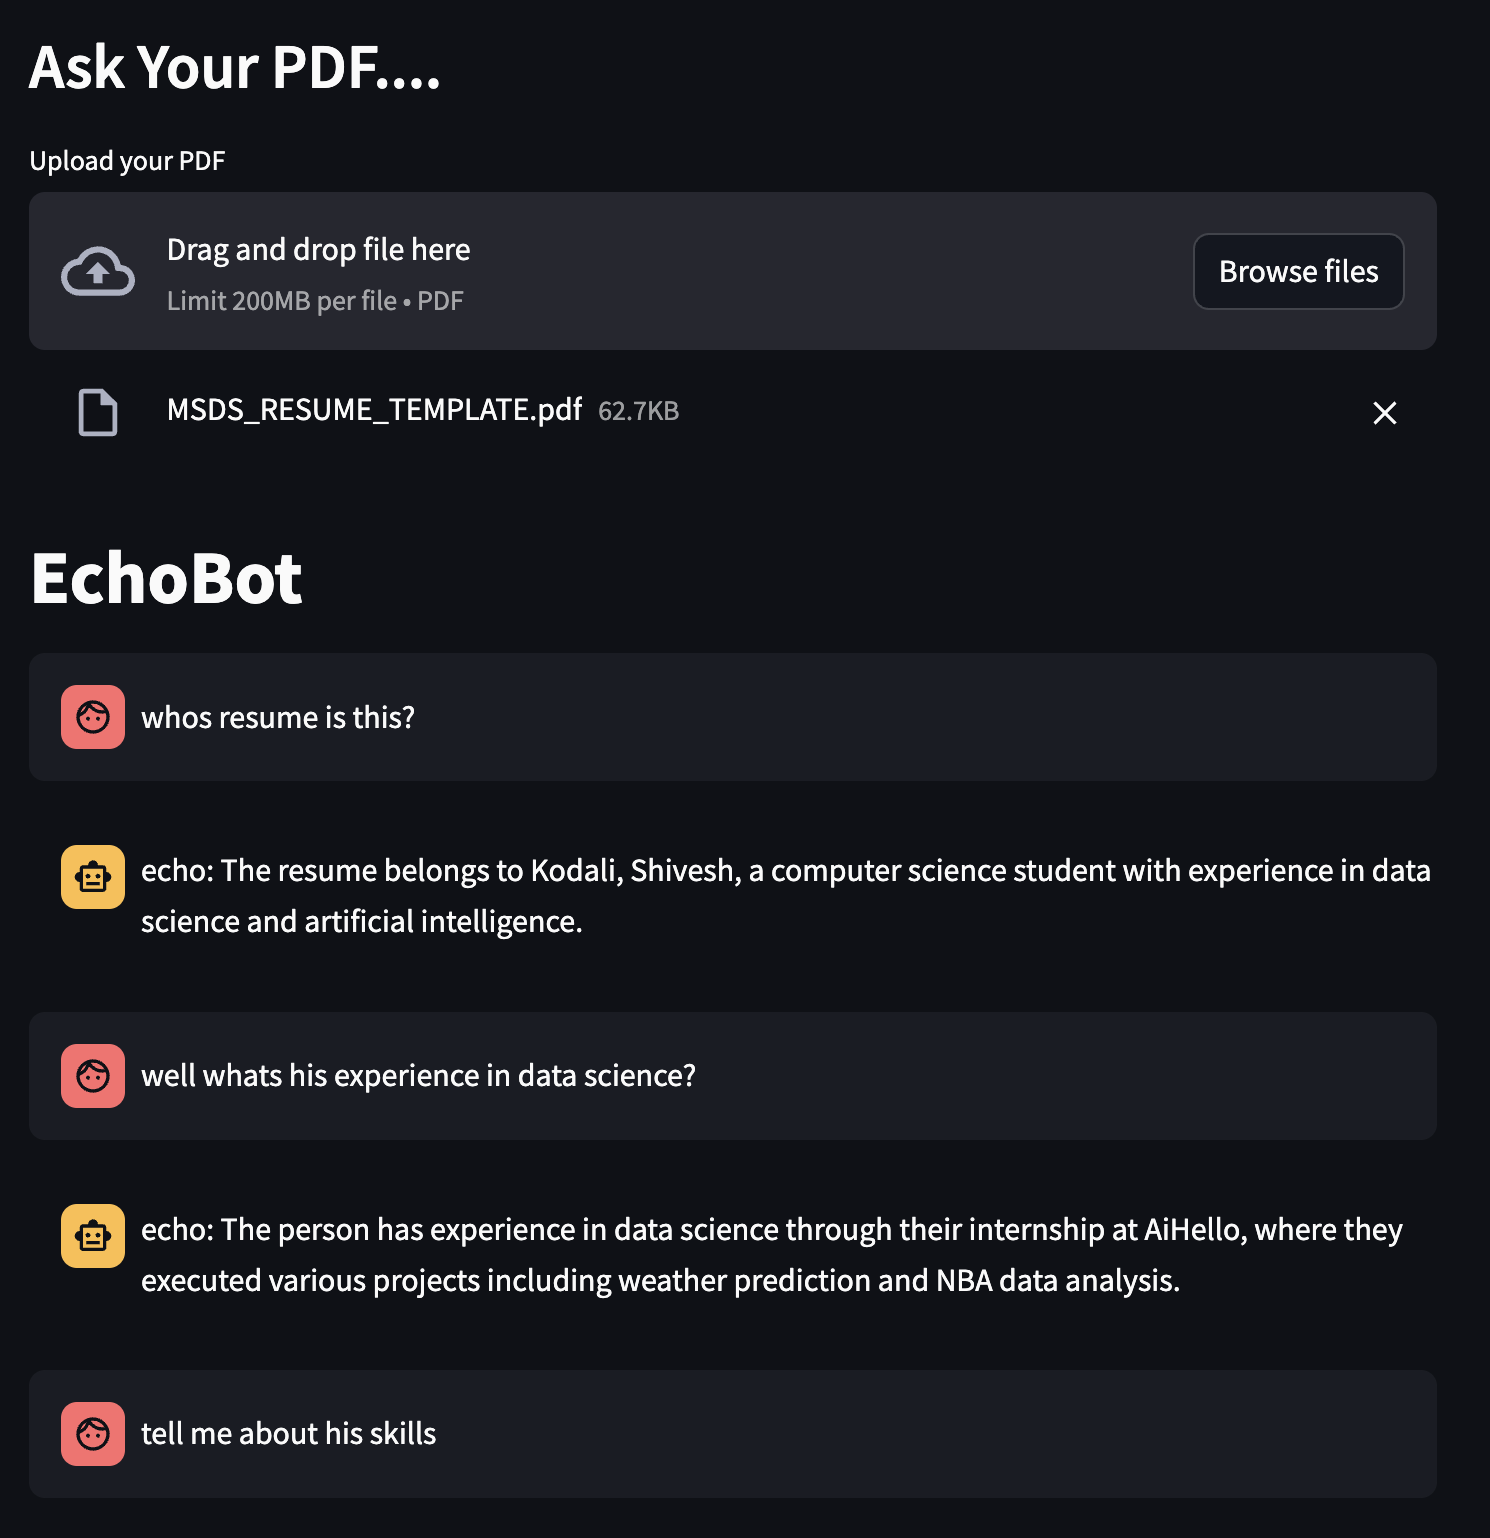 Ask Your PDF....
Upload your PDF
Drag and drop file here
Limit 200MB per file • PDF
Browse files
MSDS_RESUME_TEMPLATE.pdf 62.7KB
EchoBot
whos resume is this?
echo: The resume belongs to Kodali, Shivesh, a computer science student with experience in data
science and artificial intelligence.
well whats his experience in data science?
echo: The person has experience in data science through their internship at AiHello, where they
executed various projects including weather prediction and NBA data analysis.
tell me about his skills